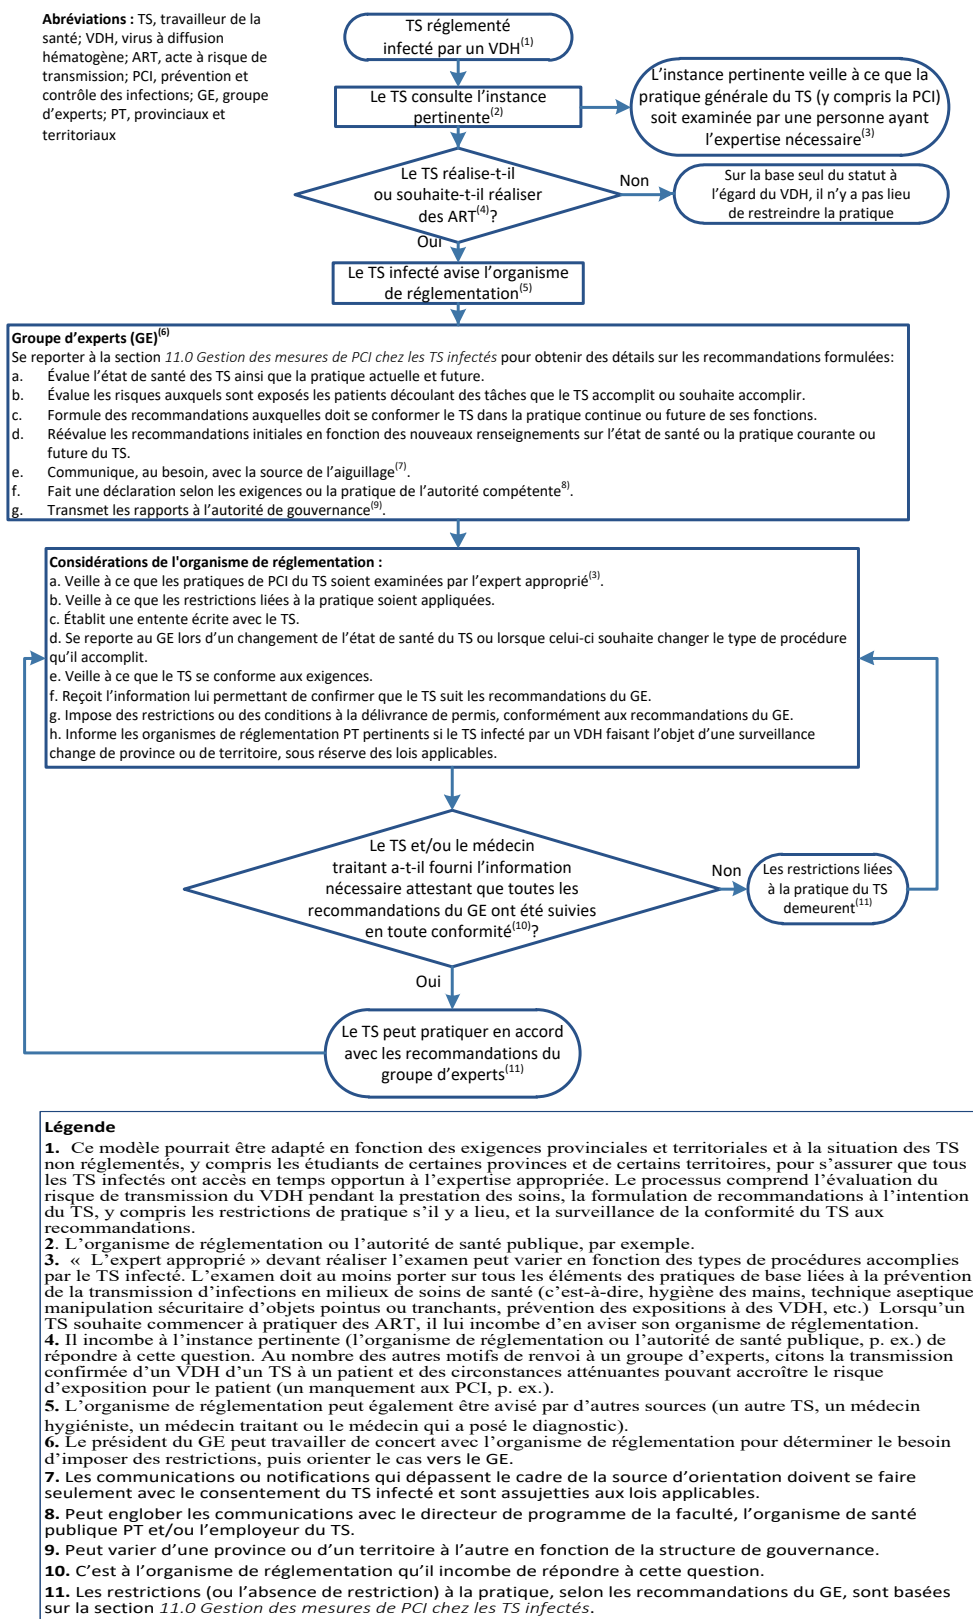 Abréviations : TS, travailleur de la
santé; VDH, virus à diffusion
hématogène; ART, acte à risque de
transmission; PCI, prévention et
contrôle des infections; GE, groupe
d'experts; PT, provinciaux et
territoriaux
TS réglementé
infecté par un VDH(1)
Le TS consulte l'instance
pertinente(2)
L'instance pertinente veille à ce que la
pratique générale du TS (y compris la PCI)
soit examinée par une personne ayant
l'expertise nécessaire(3)
Le TS réalise-t-il
ou souhaite-t-il réaliser
des ART(4)?
Non
Sur la base seul du statut à
l'égard du VDH, il n'y a pas lieu
de restreindre la pratique
Oui
Le TS infecté avise l'organisme
de réglementation(5)
Groupe d'experts (GE)(6)
Se reporter à la section 11.0 Gestion des mesures de PCI chez les TS infectés pour obtenir des détails sur les recommandations formulées:
a. Évalue l'état de santé des TS ainsi que la pratique actuelle et future.
b. Évalue les risques auxquels sont exposés les patients découlant des tâches que le TS accomplit ou souhaite accomplir.
c. Formule des recommandations auxquelles doit se conformer le TS dans la pratique continue ou future de ses fonctions.
d. Réévalue les recommandations initiales en fonction des nouveaux renseignements sur l'état de santé ou la pratique courante ou
future du TS.
e. Communique, au besoin, avec la source de l'aiguillage(7).
f. Fait une déclaration selon les exigences ou la pratique de l'autorité compétente8).
g. Transmet les rapports à l'autorité de gouvernance(9).
Considérations de l'organisme de réglementation :
a. Veille à ce que les pratiques de PCI du TS soient examinées par l'expert approprié(3).
b. Veille à ce que les restrictions liées à la pratique soient appliquées.
c. Établit une entente écrite avec le TS.
d. Se reporte au GE lors d'un changement de l'état de santé du TS ou lorsque celui-ci souhaite changer le type de procédure
qu'il accomplit.
e. Veille à ce que le TS se conforme aux exigences.
f. Reçoit l'information lui permettant de confirmer que le TS suit les recommandations du GE.
g. Impose des restrictions ou des conditions à la délivrance de permis, conformément aux recommandations du GE.
h. Informe les organismes de réglementation PT pertinents si le TS infecté par un VDH faisant l'objet d'une surveillance
change de province ou de territoire, sous réserve des lois applicables.
Le TS et/ou le médecin
traitant a-t-il fourni l'information
nécessaire attestant que toutes les
recommandations du GE ont été suivies
en toute conformité(10)?
Non
Les restrictions liées
à la pratique du TS
demeurent(11)
Oui
Le TS peut pratiquer en accord
avec les recommandations du
groupe d'experts(11)
Légende
1. Ce modèle pourrait être adapté en fonction des exigences provinciales et territoriales et à la situation des TS
non réglementés, y compris les étudiants de certaines provinces et de certains territoires, pour s'assurer que tous
les TS infectés ont accès en temps opportun à l'expertise appropriée. Le processus comprend l'évaluation du
risque de transmission du VDH pendant la prestation des soins, la formulation de recommandations à l'intention
du TS, y compris les restrictions de pratique s'il y a lieu, et la surveillance de la conformité du TS aux
recommandations.
2. L'organisme de réglementation ou l'autorité de santé publique, par exemple.
3. « L'expert approprié » devant réaliser l'examen peut varier en fonction des types de procédures accomplies
par le TS infecté. L'examen doit au moins porter sur tous les éléments des pratiques de base liées à la prévention
de la transmission d'infections en milieux de soins de santé (c'est-à-dire, hygiène des mains, technique aseptique
manipulation sécuritaire d'objets pointus ou tranchants, prévention des expositions à des VDH, etc.) Lorsqu'un
TS souhaite commencer à pratiquer des ART, il lui incombe d'en aviser son organisme de réglementation.
4. Il incombe à l'instance pertinente (l'organisme de réglementation ou l'autorité de santé publique, p. ex.) de
répondre à cette question. Au nombre des autres motifs de renvoi à un groupe d'experts, citons la transmission
confirmée d'un VDH d'un TS à un patient et des circonstances atténuantes pouvant accroître le risque
d'exposition pour le patient (un manquement aux PCI, p. ex.).
5. L'organisme de réglementation peut également être avisé par d'autres sources (un autre TS, un médecin
hygiéniste, un médecin traitant ou le médecin qui a posé le diagnostic).
6. Le président du GE peut travailler de concert avec l'organisme de réglementation pour déterminer le besoin
d'imposer des restrictions, puis orienter le cas vers le GE.
7. Les communications ou notifications qui dépassent le cadre de la source d'orientation doivent se faire
seulement avec le consentement du TS infecté et sont assujetties aux lois applicables.
8. Peut englober les communications avec le directeur de programme de la faculté, l'organisme de santé
publique PT et/ou l'employeur du TS.
9. Peut varier d'une province ou d'un territoire à l'autre en fonction de la structure de gouvernance.
10. C'est à l'organisme de réglementation qu'il incombe de répondre à cette question.
11. Les restrictions (ou l'absence de restriction) à la pratique, selon les recommandations du GE, sont basées
sur la section 11.0 Gestion des mesures de PCI chez les TS infectés.